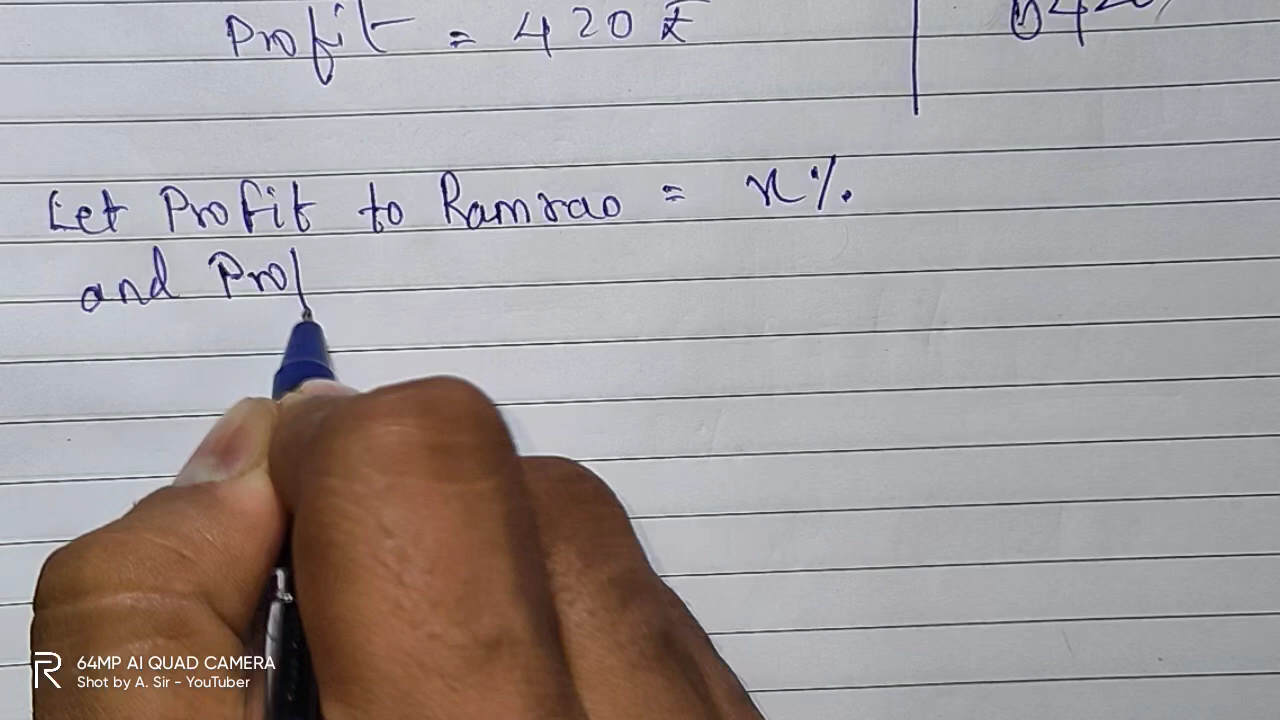 Profit = 420 ₹
Let Profit to Ramrao = x%.
and Prof
64MP AI QUAD CAMERA
Shot by A. Sir - YouTuber